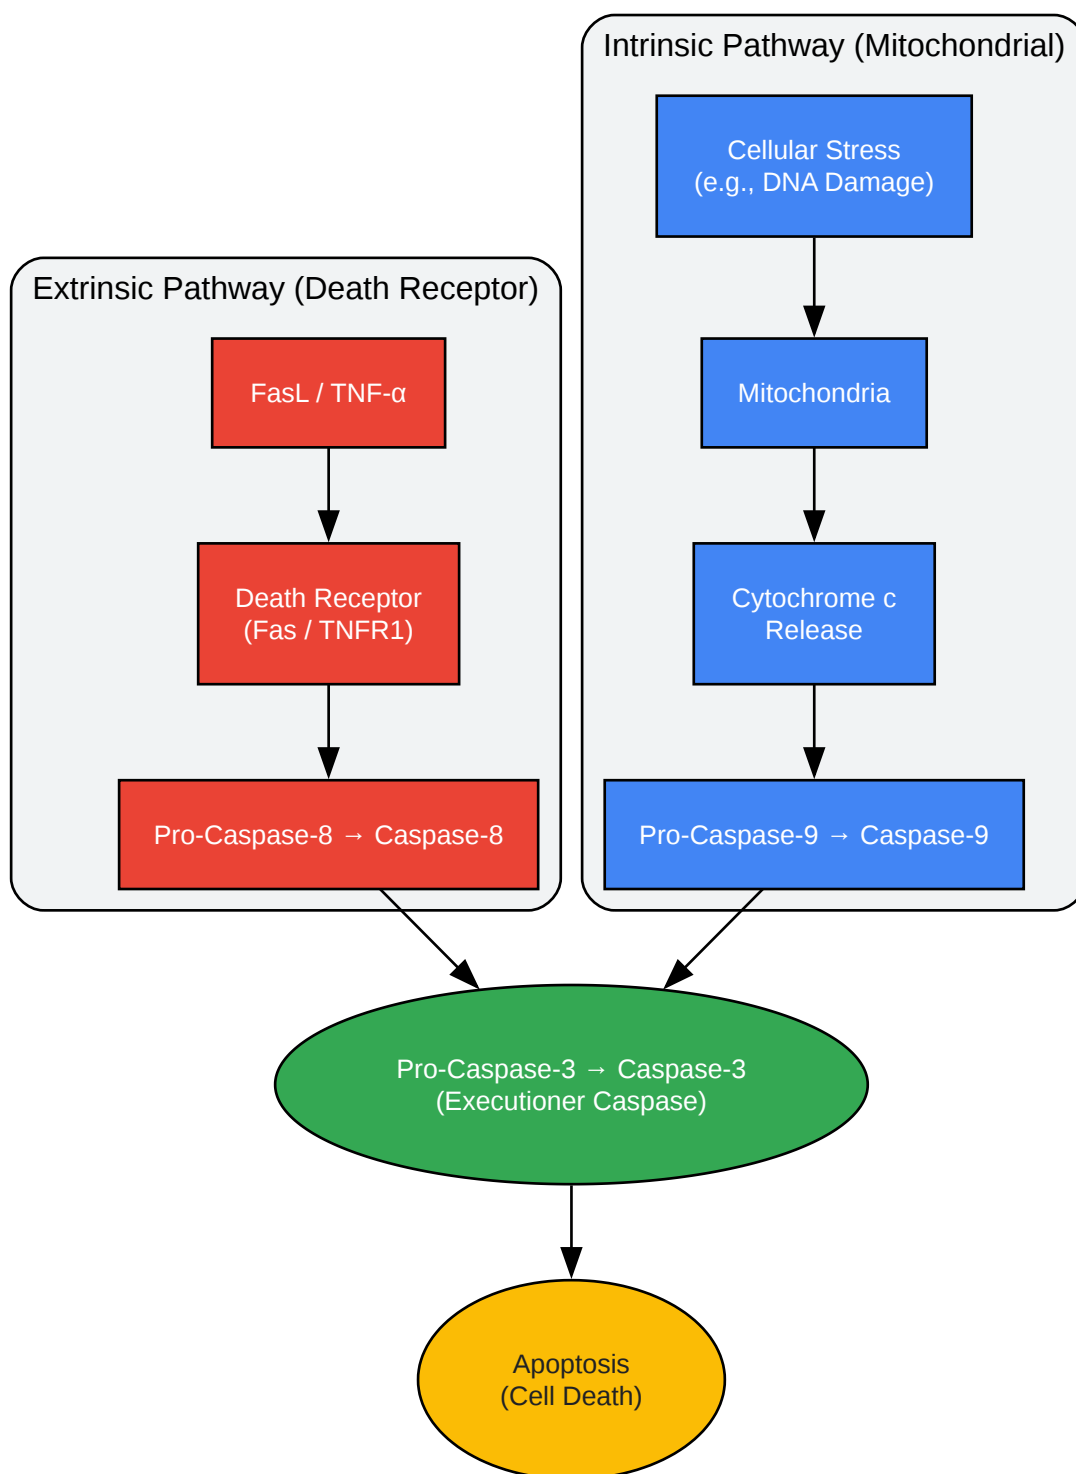 Intrinsic Pathway (Mitochondrial)
Cellular Stress
(e.g., DNA Damage)
Mitochondria
Cytochrome c
Release
Pro-Caspase-9 → Caspase-9
Extrinsic Pathway (Death Receptor)
FasL / TNF-α
Death Receptor
(Fas / TNFR1)
Pro-Caspase-8 → Caspase-8
Pro-Caspase-3 → Caspase-3
(Executioner Caspase)
Apoptosis
(Cell Death)